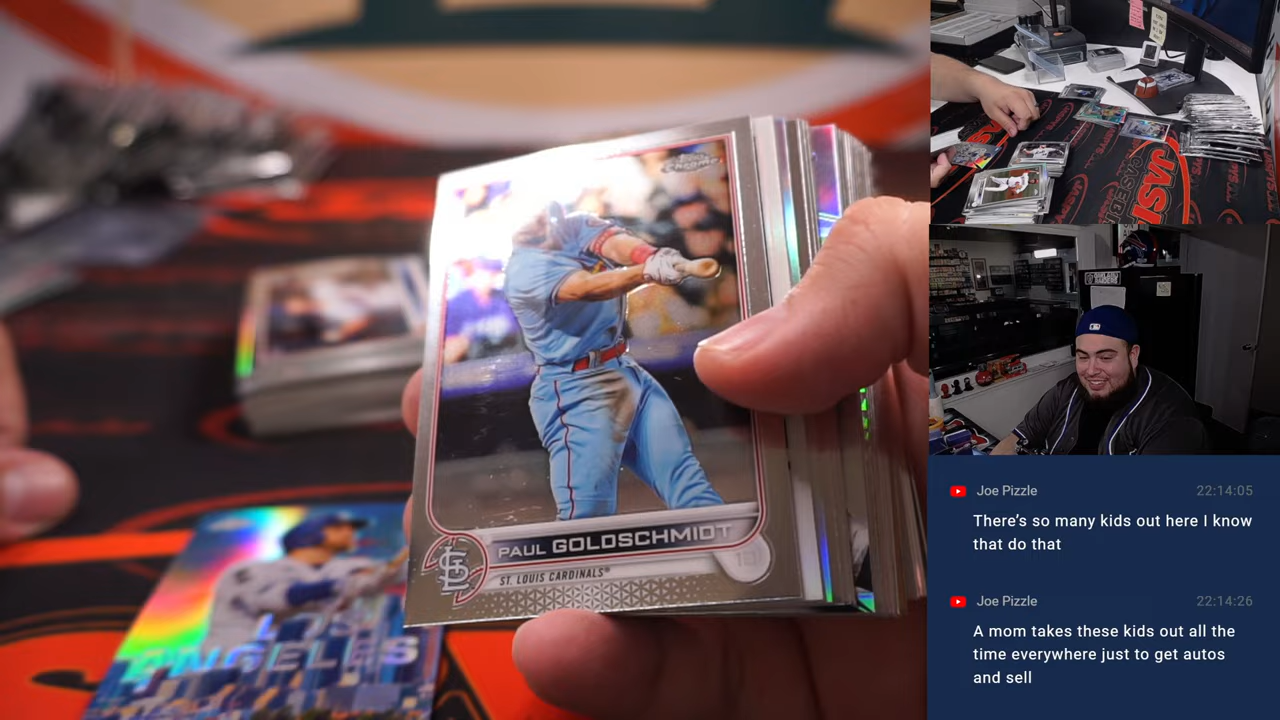 chrome
PAUL GOLDSCHMIDT
ST. LOUIS CARDINALS®
LOS
ANGELES
Joe Pizzle 22:14:05
There's so many kids out here I know
that do that
Joe Pizzle 22:14:26
A mom takes these kids out all the
time everywhere just to get autos
and sell